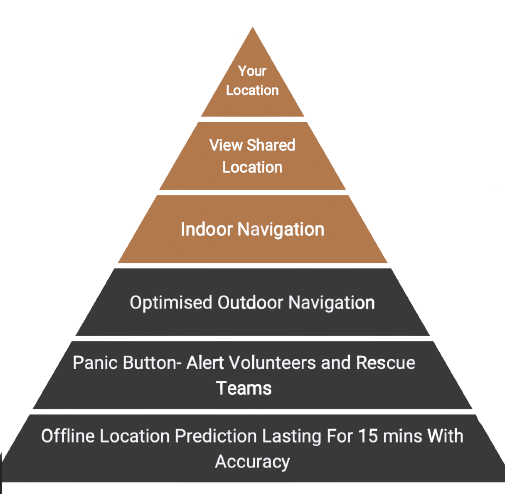 Your
Location
View Shared
Location
Indoor Navigation
Optimised Outdoor Navigation
Panic Button- Alert Volunteers and Rescue
Teams
Offline Location Prediction Lasting For 15 mins With
Accuracy